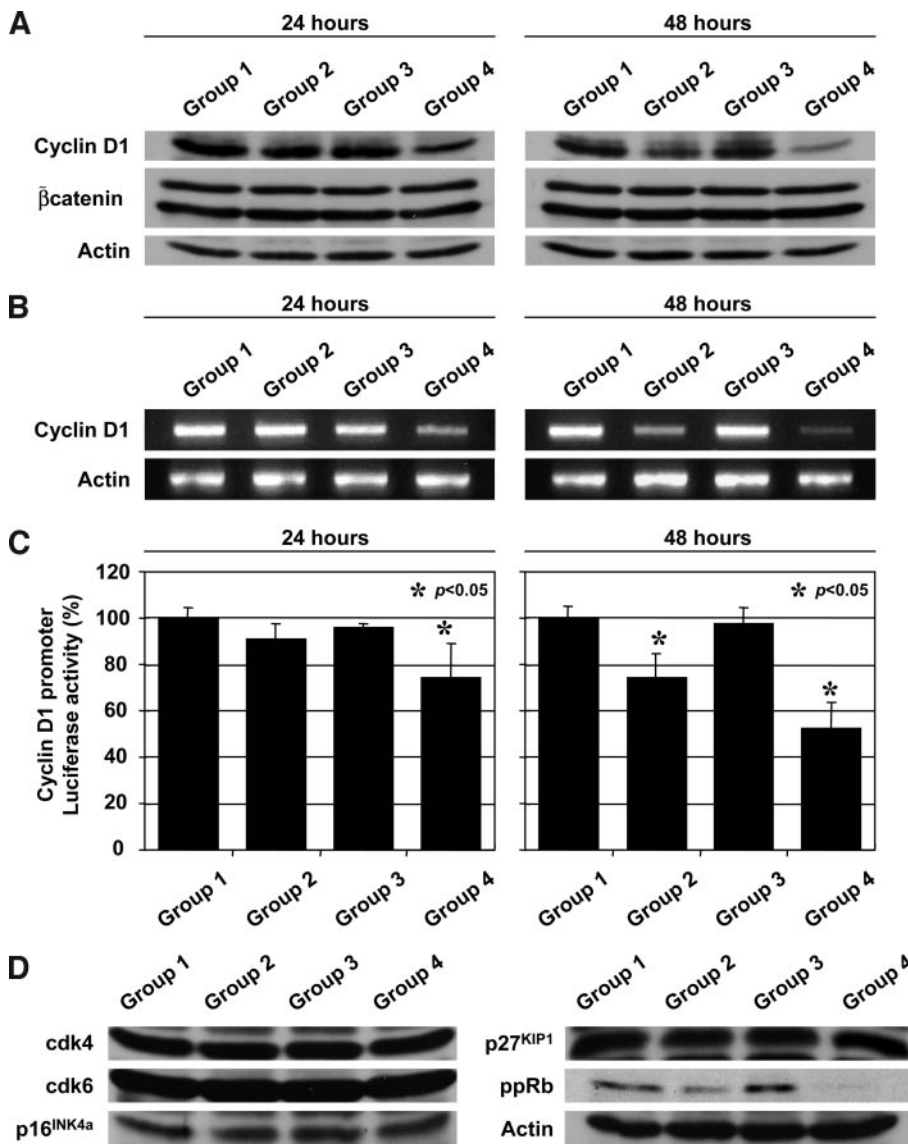 A
24 hours
48 hours
Group 1 Group 2 Group 3 Group 4
Group 1 Group 2 Group 3 Group 4
Cyclin D1
β̃catenin
Actin
B
24 hours
48 hours
Group 1 Group 2 Group 3 Group 4
Group 1 Group 2 Group 3 Group 4
Cyclin D1
Actin
C
24 hours
48 hours
Cyclin D1 promoter
Luciferase activity (%)
120
100
80
60
40
20
0
* p<0.05
*
* p<0.05
*
*
Group 1 Group 2 Group 3 Group 4
Group 1 Group 2 Group 3 Group 4
D
Group 1 Group 2 Group 3 Group 4
cdk4
cdk6
p16INK4a
Group 1 Group 2 Group 3 Group 4
p27KIP1
ppRb
Actin